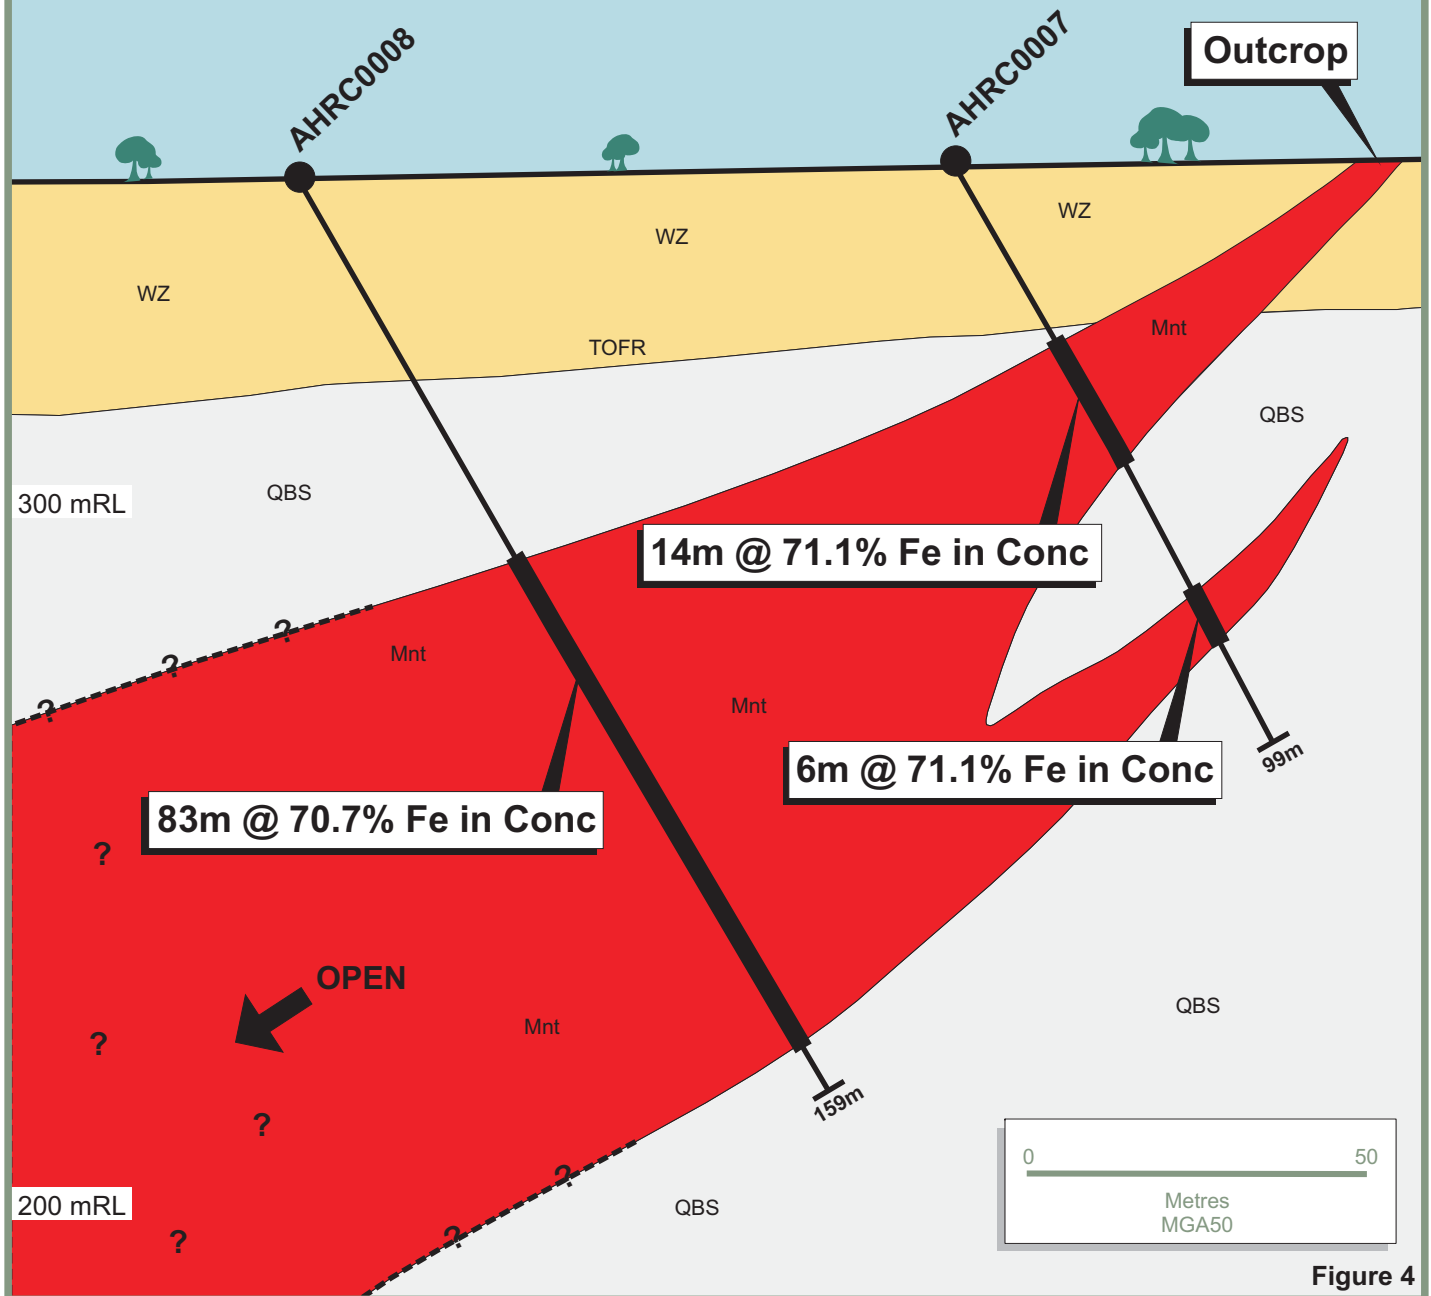 AHRC0008
AHRC0007
Outcrop
WZ
WZ
WZ
TOFR
Mnt
QBS
QBS
300 mRL
14m @ 71.1% Fe in Conc
?
?
?
Mnt
Mnt
6m @ 71.1% Fe in Conc
99m
83m @ 70.7% Fe in Conc
?
OPEN
QBS
Mnt
?
159m
?
?
?
?
200 mRL
QBS
0 50
Metres
MGA50
Figure 4